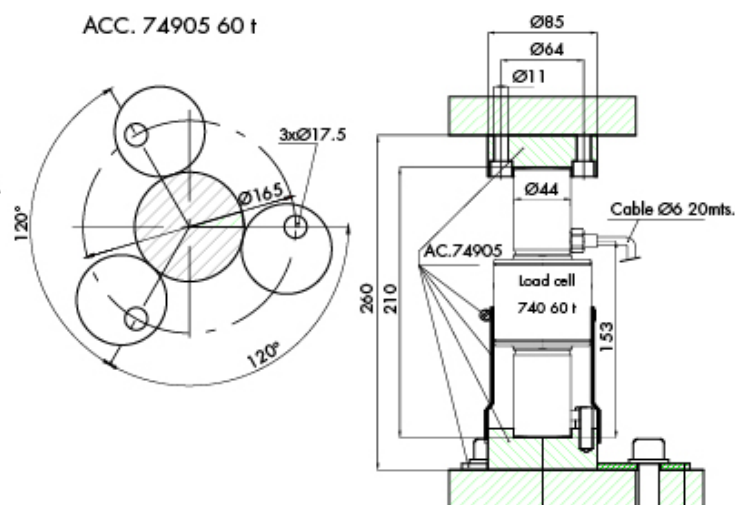 ACC. 74905 60 t
Ø85
Ø64
Ø11
3xØ17.5
Ø165
120°
120°
Ø44
Cable Ø6 20mts.
AC.74905
Load cell
740 60 t
260
210
153